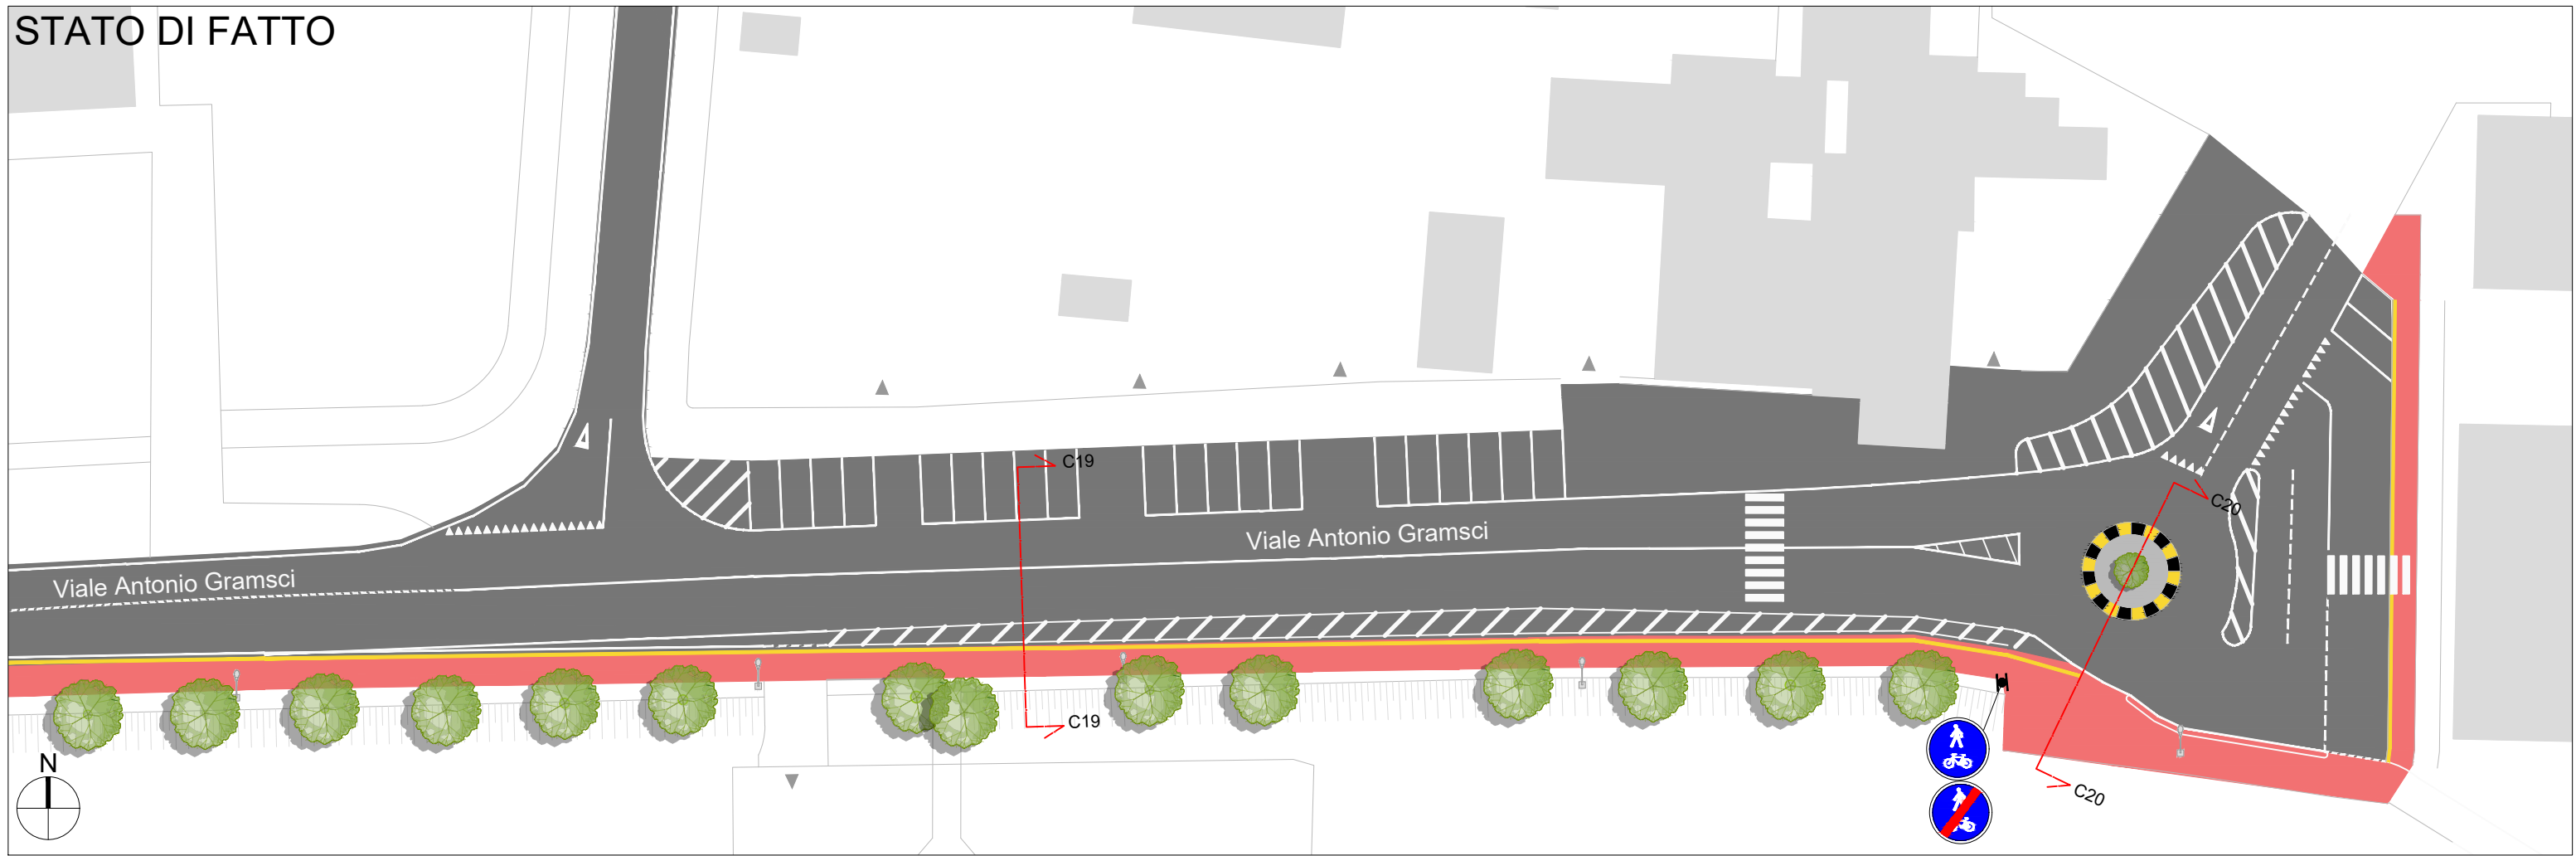 STATO DI FATTO
C19
C20
Viale Antonio Gramsci
Viale Antonio Gramsci
C19
N
C20